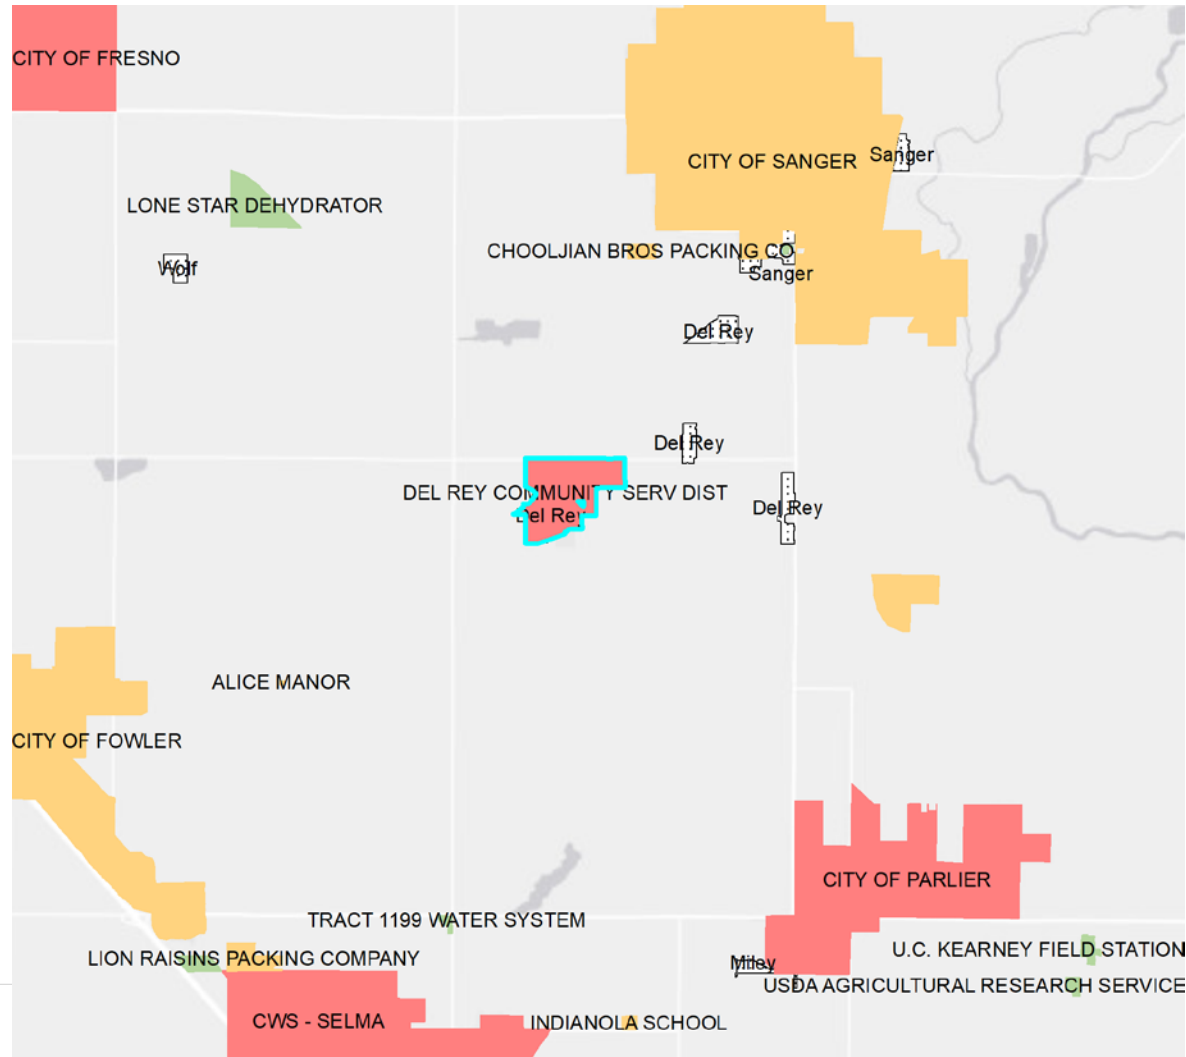 CITY OF FRESNO
CITY OF SANGER
Sanger
LONE STAR DEHYDRATOR
CHOOLJIAN BROS PACKING CO
Wolf
Sanger
Del Rey
Del Rey
DEL REY COMMUNITY SERV DIST
Del Rey
Del Rey
ALICE MANOR
CITY OF FOWLER
CITY OF PARLIER
TRACT 1199 WATER SYSTEM
U.C. KEARNEY FIELD STATION
LION RAISINS PACKING COMPANY
Miley
USDA AGRICULTURAL RESEARCH SERVICE
CWS - SELMA
INDIANOLA SCHOOL